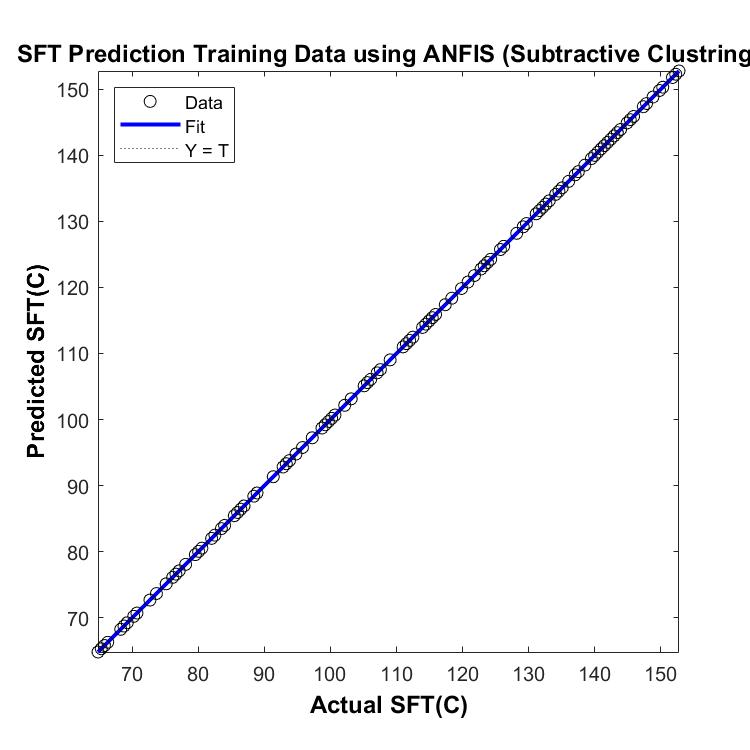 SFT Prediction Training Data using ANFIS (Subtractive Clustring
150
140
130
120
110
100
90
80
70
Data
Fit
Y = T
Predicted SFT(C)
70 80 90 100 110 120 130 140 150
Actual SFT(C)